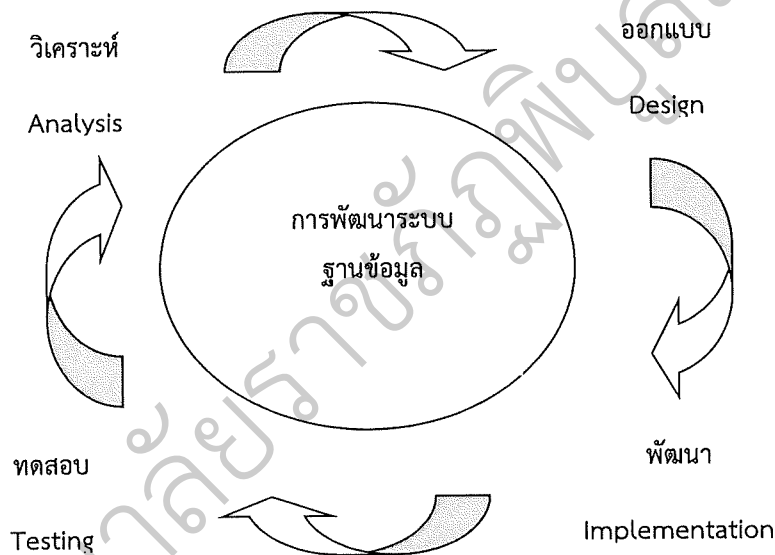 วิเคราะห์
Analysis
ออกแบบ
Design
การพัฒนาระบบ
ฐานข้อมูล
พัฒนา
Implementation
ทดสอบ
Testing